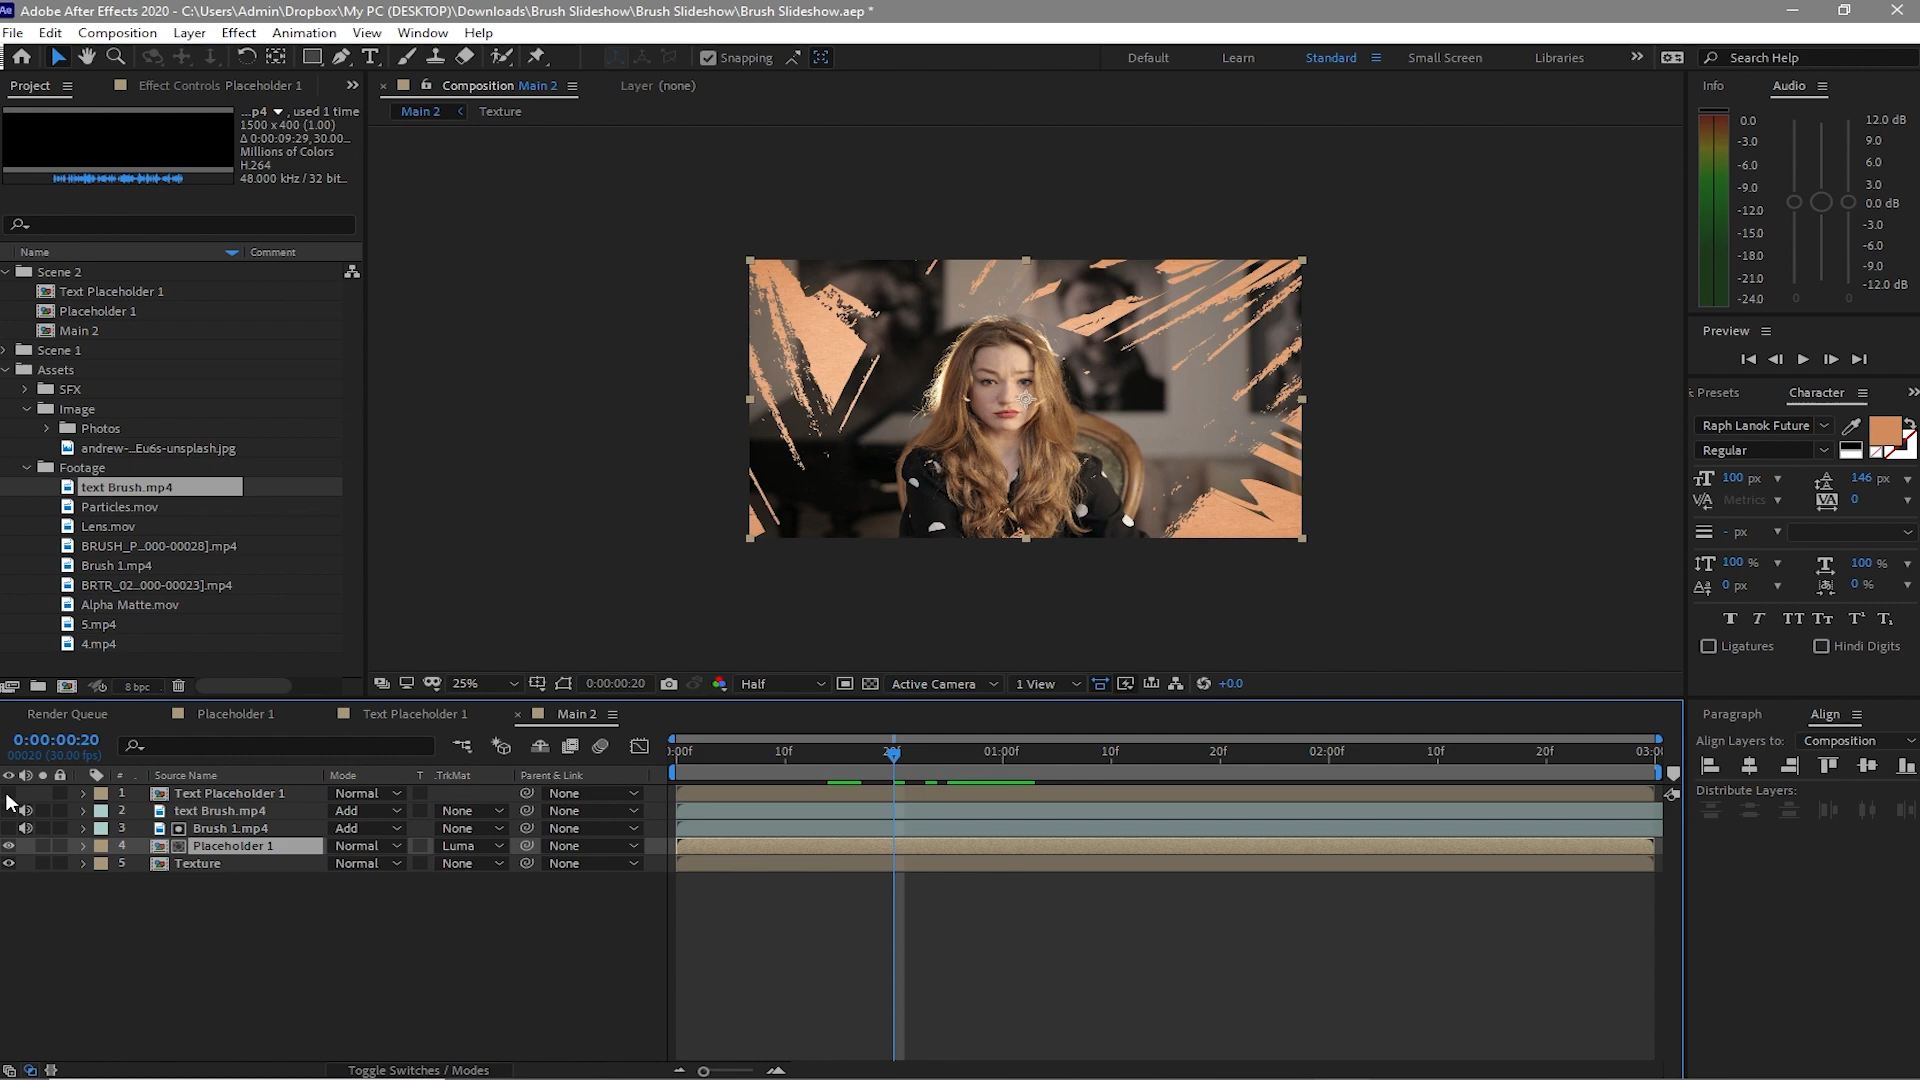 Adobe After Effects 2020 - C:\Users\Admin\Dropbox\My PC (DESKTOP)\Downloads\Brush Slideshow\Brush Slideshow\Brush Slideshow.aep *
File Edit Composition Layer Effect Animation View Window Help
Snapping Default Learn Standard Small Screen Libraries Search Help
Project Effect Controls Placeholder 1 Composition Main 2 Layer (none) Info Audio
Main 2 Texture
...p4 , used 1 time
1500 x 400 (1.00)
Δ 0:00:09:29, 30.00...
Millions of Colors
H.264
48.000 kHz / 32 bit...
0.0 12.0 dB
-3.0 9.0
-6.0 6.0
-9.0 3.0
-12.0 0.0 dB
-15.0 -3.0
-18.0 -6.0
-21.0 -9.0
-24.0 0 0 -12.0 dB
Name Comment
Scene 2
Text Placeholder 1
Placeholder 1
Main 2
Scene 1
Assets
SFX
Image
Photos
andrew-...Eu6s-unsplash.jpg
Footage
text Brush.mp4
Particles.mov
Lens.mov
BRUSH_P...000-00028].mp4
Brush 1.mp4
BRTR_02...000-00023].mp4
Alpha Matte.mov
5.mp4
4.mp4
8 bpc
Preview
Presets Character
Raph Lanok Future
Regular
100 px 146 px
Metrics 0
- px
100 % 100 %
0 px 0 %
T T TT Tт T¹ T₁
Ligatures Hindi Digits
25% 0:00:00:20 Half Active Camera 1 View +0.0
Render Queue Placeholder 1 Text Placeholder 1 Main 2
0:00:00:20
00020 (30.00 fps)
):00f 10f 20f 01:00f 10f 20f 02:00f 10f 20f 03:00
# Source Name Mode T .TrkMat Parent & Link
1 Text Placeholder 1 Normal None
2 text Brush.mp4 Add None None
3 Brush 1.mp4 Add None None
4 Placeholder 1 Normal Luma None
5 Texture Normal None None
Paragraph Align
Align Layers to: Composition
Distribute Layers:
Toggle Switches / Modes